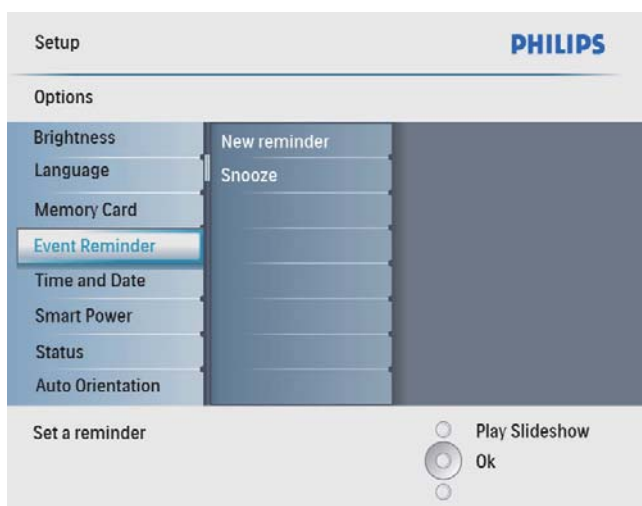 Setup
PHILIPS
Options
Brightness
Language
Memory Card
Event Reminder
Time and Date
Smart Power
Status
Auto Orientation
New reminder
Snooze
Set a reminder
Play Slideshow
Ok